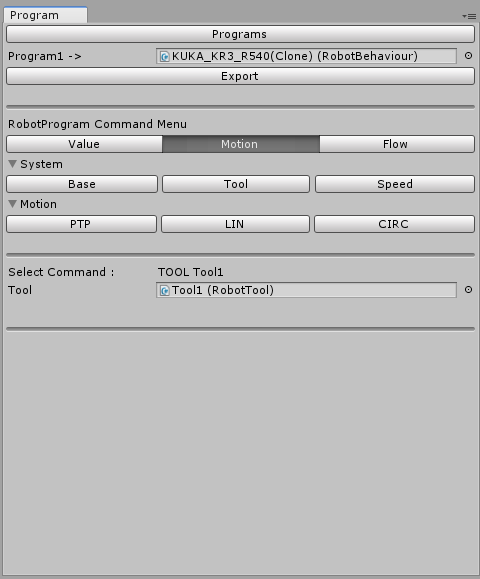 Program
Programs
Program1 -> KUKA_KR3_R540(Clone) (RobotBehaviour)
Export
RobotProgram Command Menu
Value Motion Flow
System
Base Tool Speed
Motion
PTP LIN CIRC
Select Command : TOOL Tool1
Tool Tool1 (RobotTool)